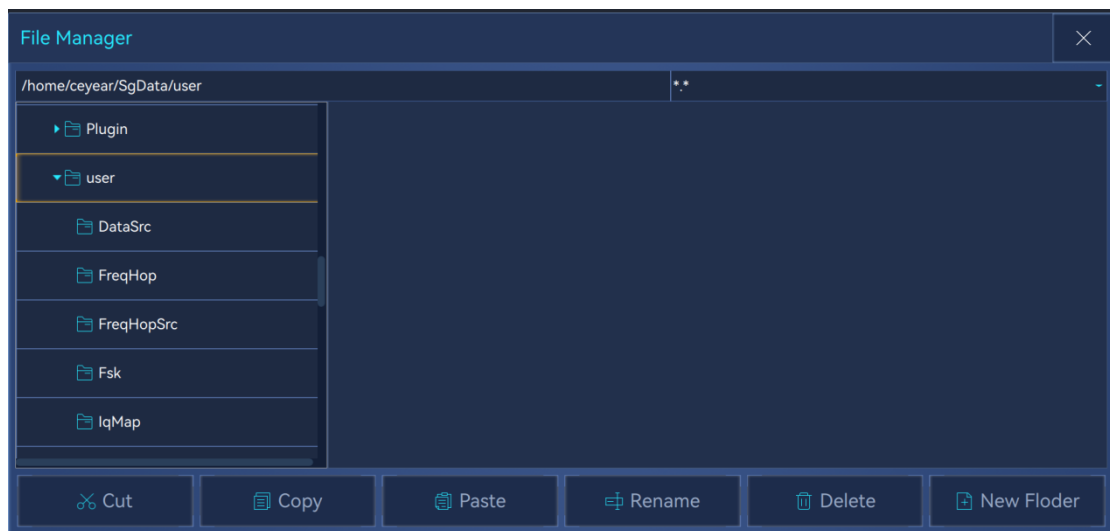 File Manager
/home/ceyear/SgData/user
*.*
Plugin
user
DataSrc
FreqHop
FreqHopSrc
Fsk
IqMap
Cut
Copy
Paste
Rename
Delete
New Floder